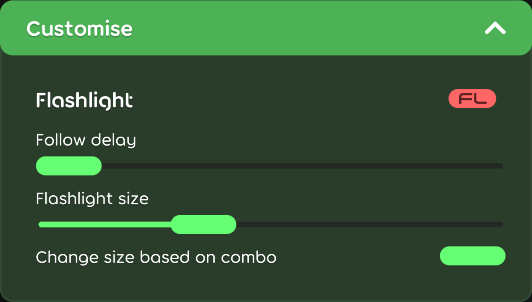 Customise
Flashlight FL
Follow delay
Flashlight size
Change size based on combo